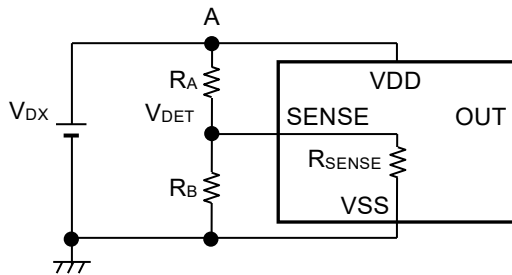 A
RA
VDD
VDX
VDET
SENSE
OUT
RSENSE
RB
VSS